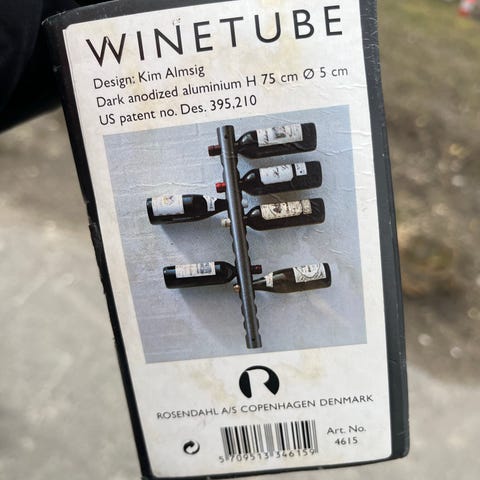 WINETUBE
Design: Kim Almsig
Dark anodized aluminium H 75 cm Ø 5 cm
US patent no. Des. 395,210
R
ROSENDAHL A/S COPENHAGEN DENMARK
Art. No.
4615
5 709513 346159